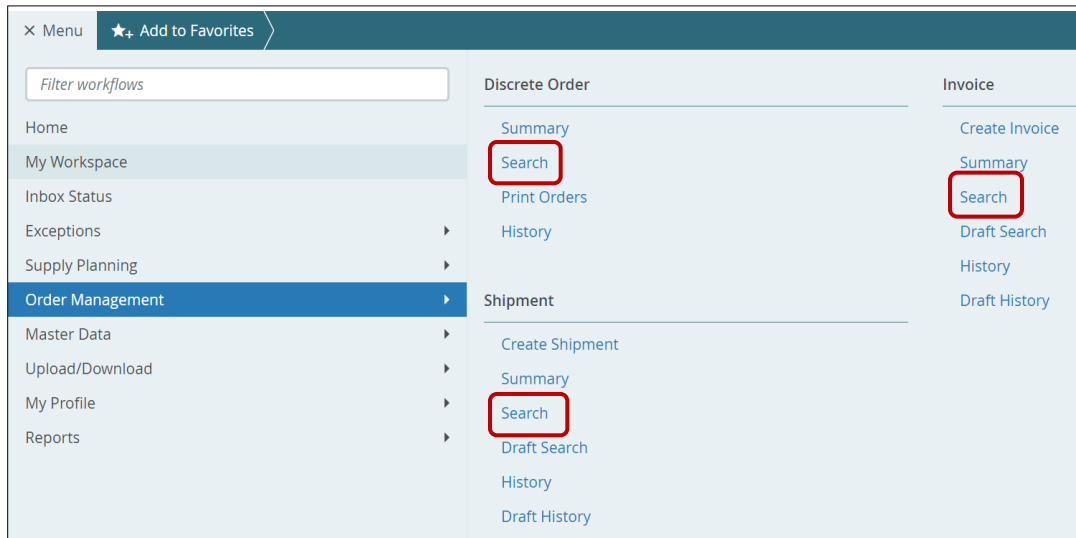 × Menu
Add to Favorites
Filter workflows
Home
My Workspace
Inbox Status
Exceptions
Supply Planning
Order Management
Master Data
Upload/Download
My Profile
Reports
Discrete Order
Summary
Search
Print Orders
History
Shipment
Create Shipment
Summary
Search
Draft Search
History
Draft History
Invoice
Create Invoice
Summary
Search
Draft Search
History
Draft History